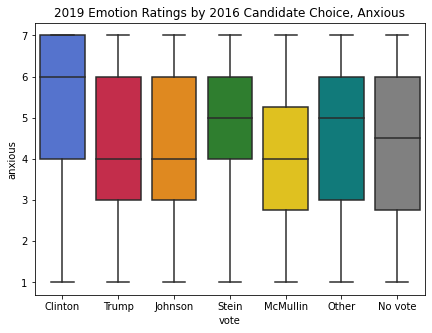 2019 Emotion Ratings by 2016 Candidate Choice, Anxious
7
6
5
4
3
2
1
anxious
Clinton Trump Johnson Stein McMullin Other No vote
vote